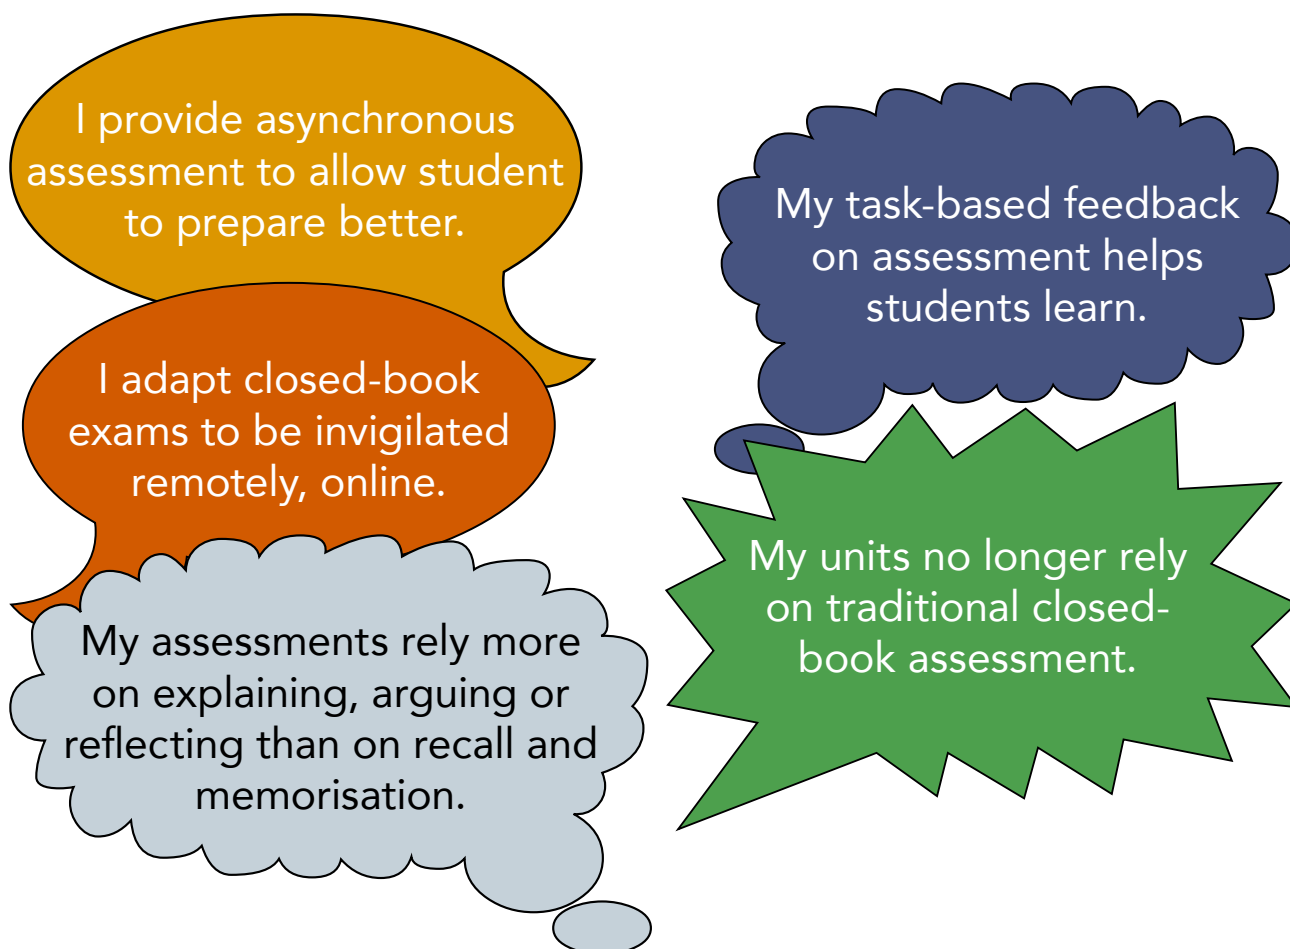 I provide asynchronous
assessment to allow student
to prepare better.
I adapt closed-book
exams to be invigilated
remotely, online.
My assessments rely more
on explaining, arguing or
reflecting than on recall and
memorisation.
My task-based feedback
on assessment helps
students learn.
My units no longer rely
on traditional closed-
book assessment.